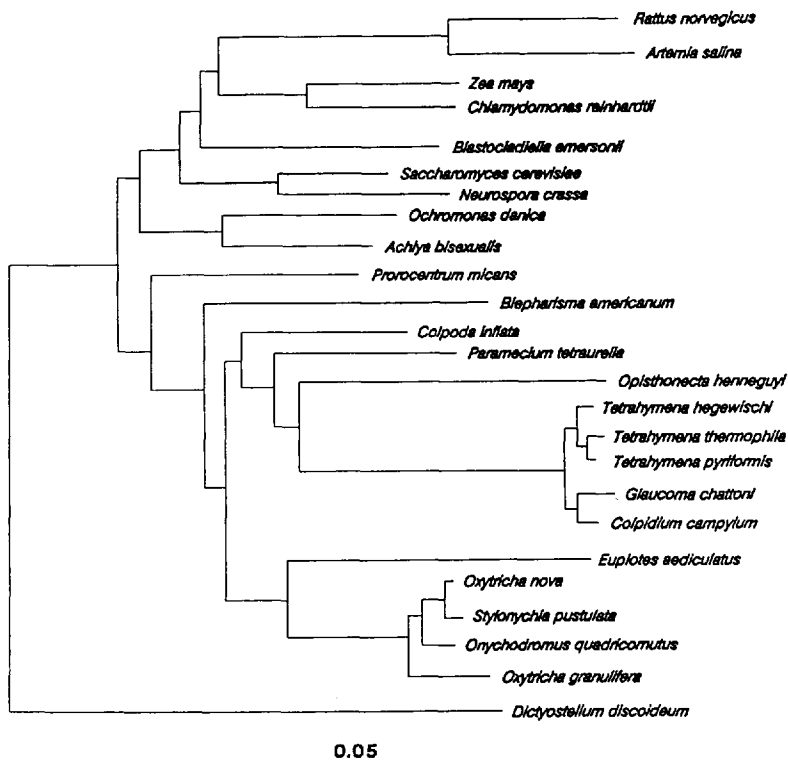 Rattus norvegicus
Artemia salina
Zea mays
Chlamydomonas reinhardtii
Blastocladiella emersonii
Saccharomyces cerevisiae
Neurospora crassa
Ochromonas danica
Achlya bisexualis
Prorocentrum micans
Blepharisma americanum
Colpoda inflata
Paramecium tetraurelia
Opisthonecta henneguyi
Tetrahymena hegewischi
Tetrahymena thermophila
Tetrahymena pyriformis
Glaucoma chattoni
Colpidium campylum
Euplotes aediculatus
Oxytricha nova
Stylonychia pustulata
Onychodromus quadricornutus
Oxytricha granulifera
Dictyostelium discoideum
0.05